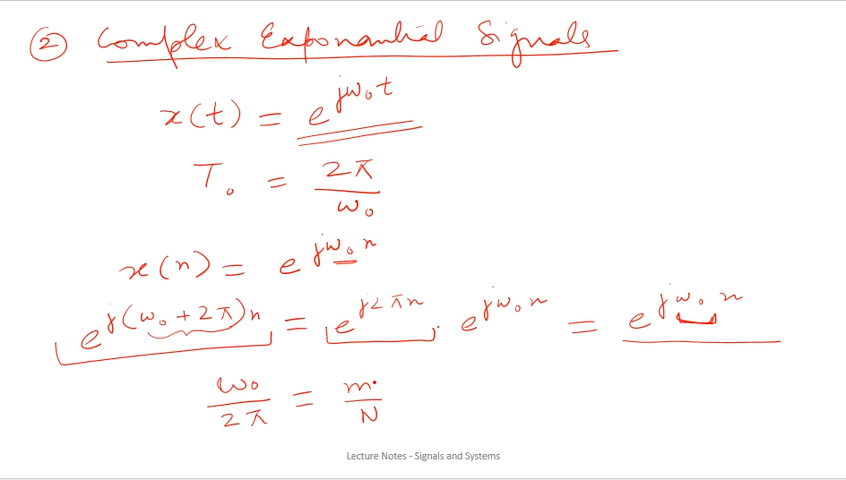 ② Complex Exponential Signals
x(t) = e^{jω₀t}
T₀ = 2π/ω₀
x(n) = e^{jω₀n}
e^{j(ω₀+2π)n} = e^{j2πn} . e^{jω₀n} = e^{jω₀n}
ω₀/2π = m/N
Lecture Notes - Signals and Systems